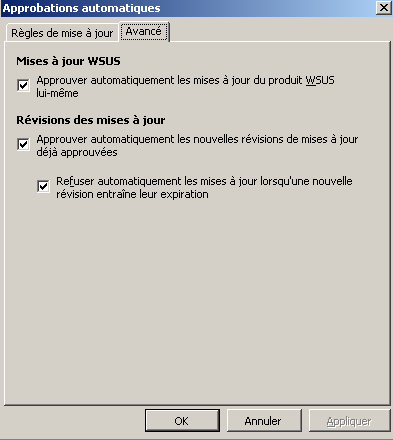 Approbations automatiques
Règles de mise à jour
Avancé
Mises à jour WSUS
Approuver automatiquement les mises à jour du produit WSUS
lui-même
Révisions des mises à jour
Approuver automatiquement les nouvelles révisions de mises à jour
déjà approuvées
Refuser automatiquement les mises à jour lorsqu'une nouvelle
révision entraîne leur expiration
OK
Annuler
Appliquer